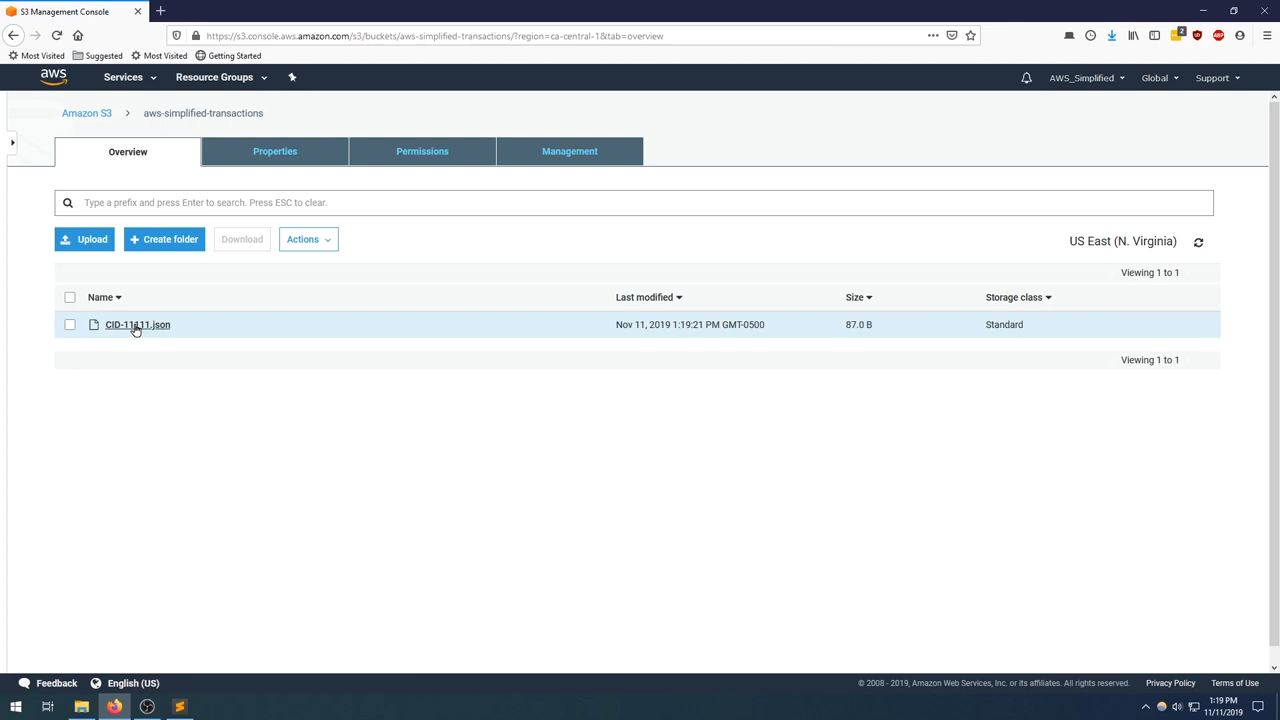 S3 Management Console
https://s3.console.aws.amazon.com/s3/buckets/aws-simplified-transactions/?region=ca-central-1&tab=overview
2
Most Visited Suggested Most Visited Getting Started
aws Services Resource Groups AWS_Simplified Global Support
Amazon S3 aws-simplified-transactions
Overview Properties Permissions Management
Type a prefix and press Enter to search. Press ESC to clear.
Upload Create folder Download Actions US East (N. Virginia)
Viewing 1 to 1
Name Last modified Size Storage class
CID-11111.json Nov 11, 2019 1:19:21 PM GMT-0500 87.0 B Standard
Viewing 1 to 1
Feedback English (US) © 2008 - 2019, Amazon Web Services, Inc. or its affiliates. All rights reserved. Privacy Policy Terms of Use
1:19 PM
11/11/2019